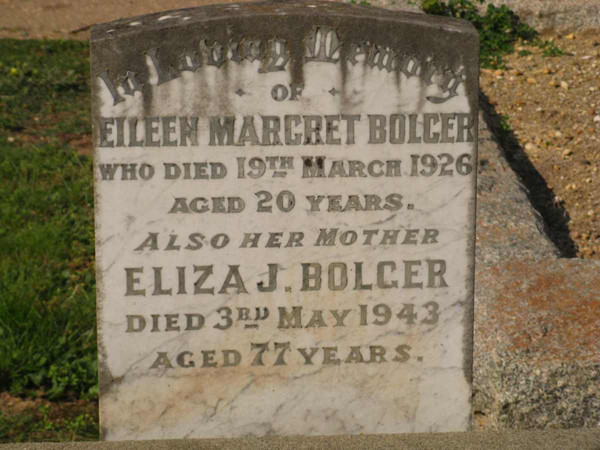 In Loving Memory
OF
EILEEN MARGRET BOLGER
WHO DIED 19TH MARCH 1926
AGED 20 YEARS.
ALSO HER MOTHER
ELIZA J. BOLGER
DIED 3RD MAY 1943
AGED 77 YEARS.